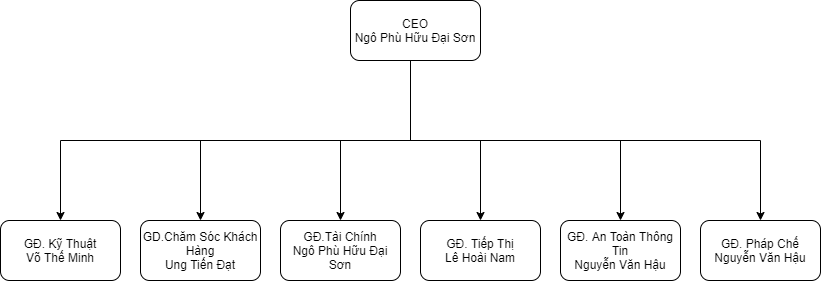 CEO
Ngô Phù Hữu Đại Sơn
GĐ. Kỹ Thuật
Võ Thế Minh
GD.Chăm Sóc Khách
Hàng
Ung Tiến Đạt
GĐ.Tài Chính
Ngô Phù Hữu Đại
Sơn
GĐ. Tiếp Thị
Lê Hoài Nam
GĐ. An Toàn Thông
Tin
Nguyễn Văn Hậu
GĐ. Pháp Chế
Nguyễn Văn Hậu